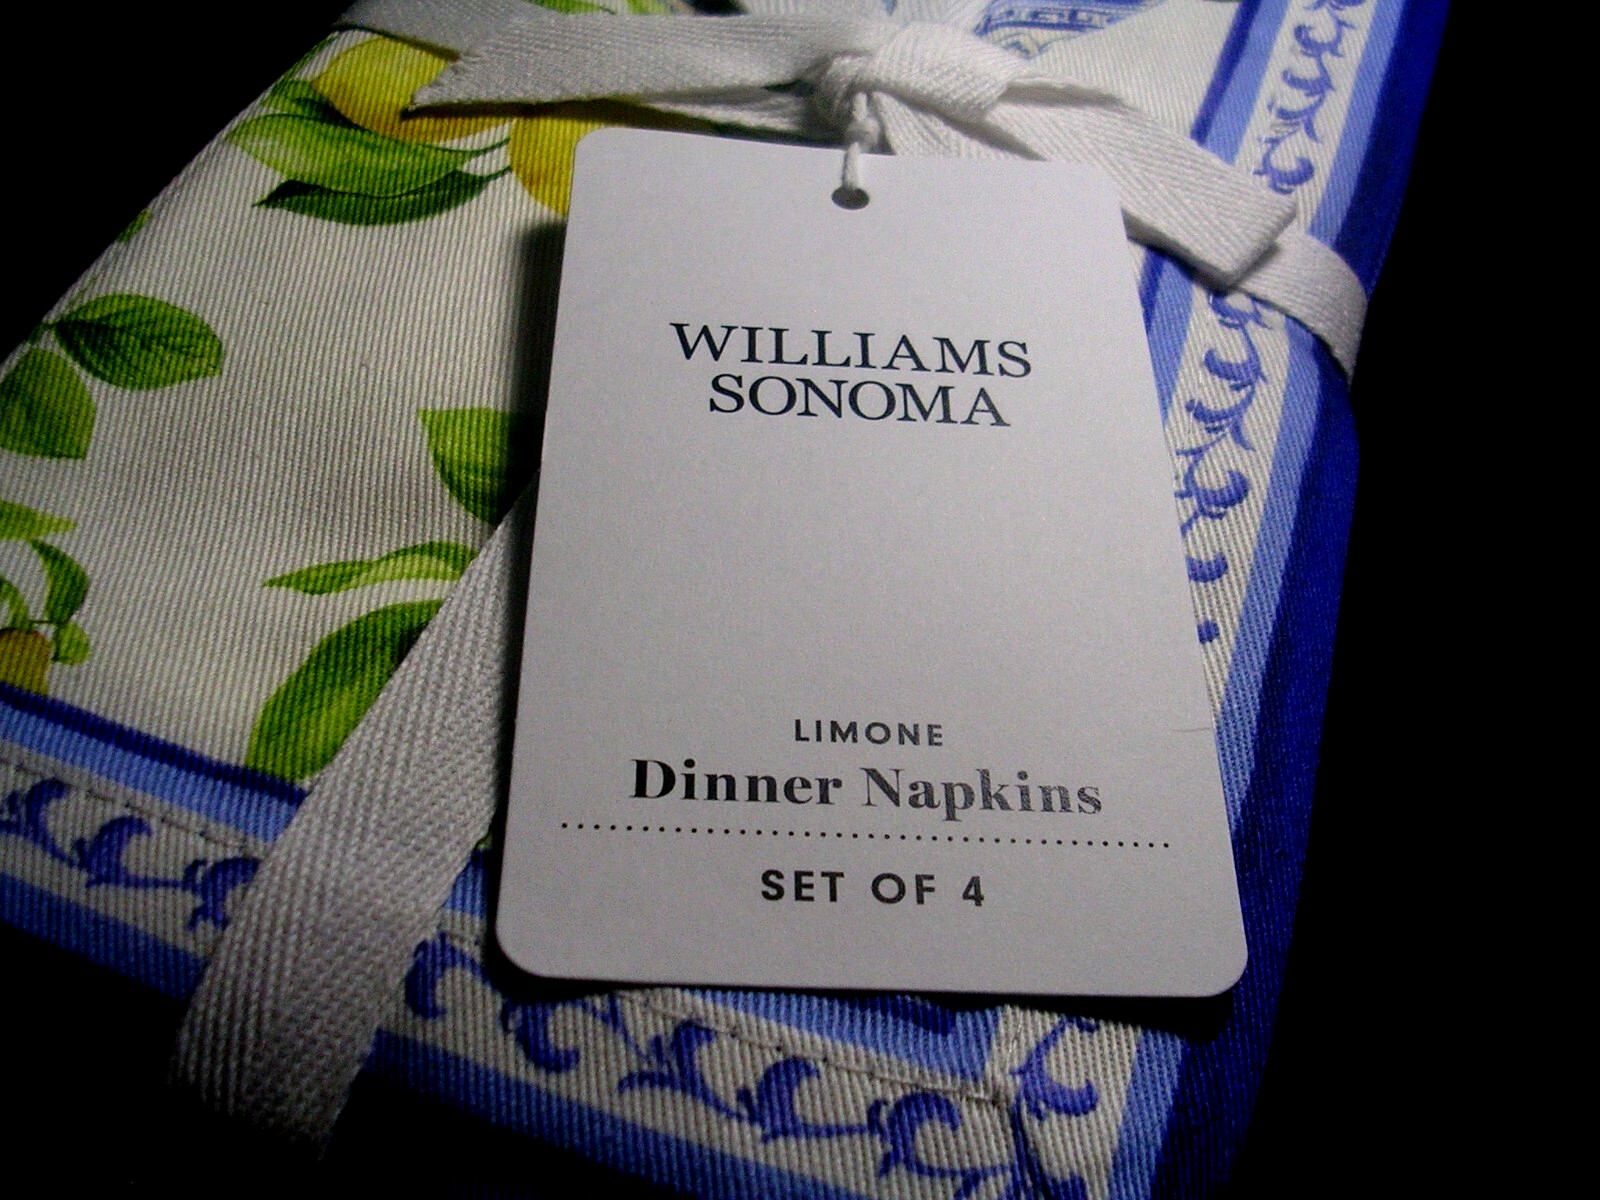 WILLIAMS
SONOMA
LIMONE
Dinner Napkins
SET OF 4